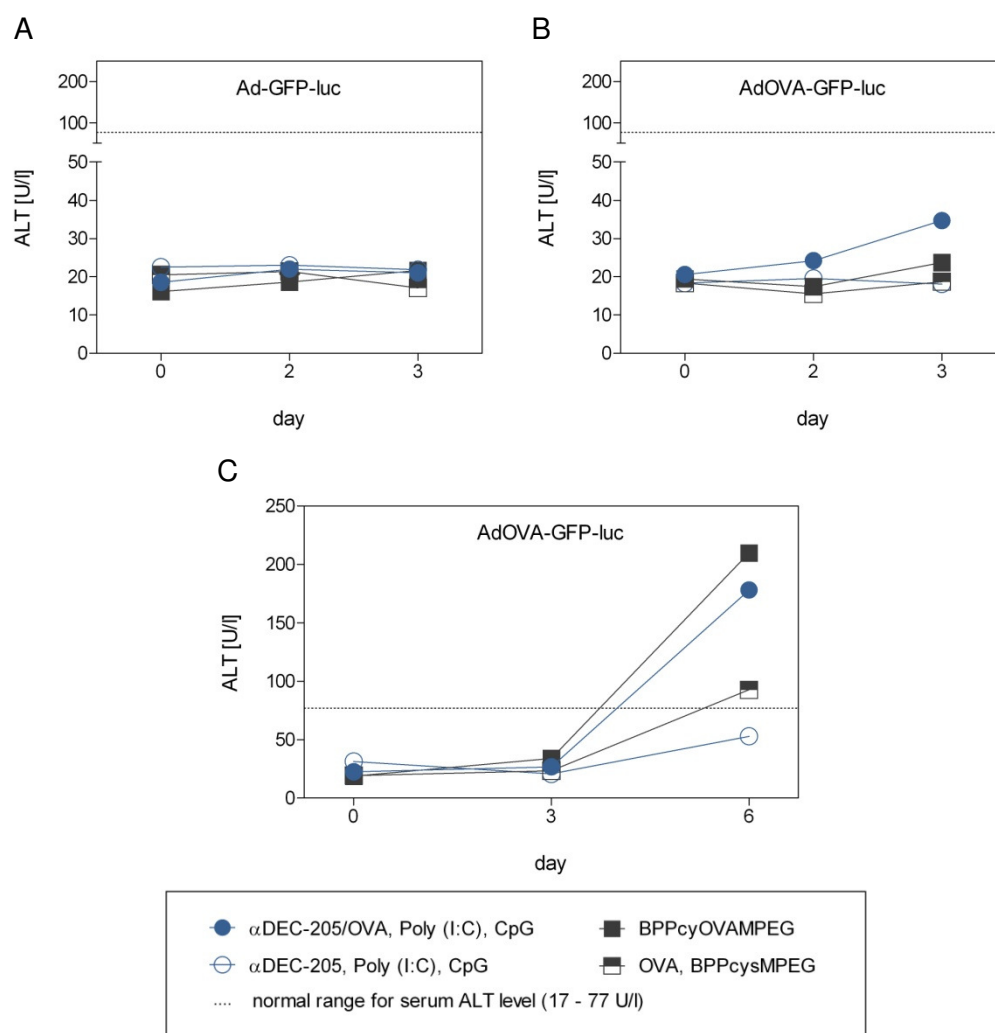 A
Ad-GFP-luc
200
100
50
40
30
20
10
0
ALT [U/l]
0 2 3
day
B
AdOVA-GFP-luc
200
100
50
40
30
20
10
0
ALT [U/l]
0 2 3
day
C
AdOVA-GFP-luc
250
200
150
100
50
0
ALT [U/l]
0 3 6
day
αDEC-205/OVA, Poly (I:C), CpG
BPPcyOVAMPEG
αDEC-205, Poly (I:C), CpG
OVA, BPPcysMPEG
normal range for serum ALT level (17 - 77 U/l)